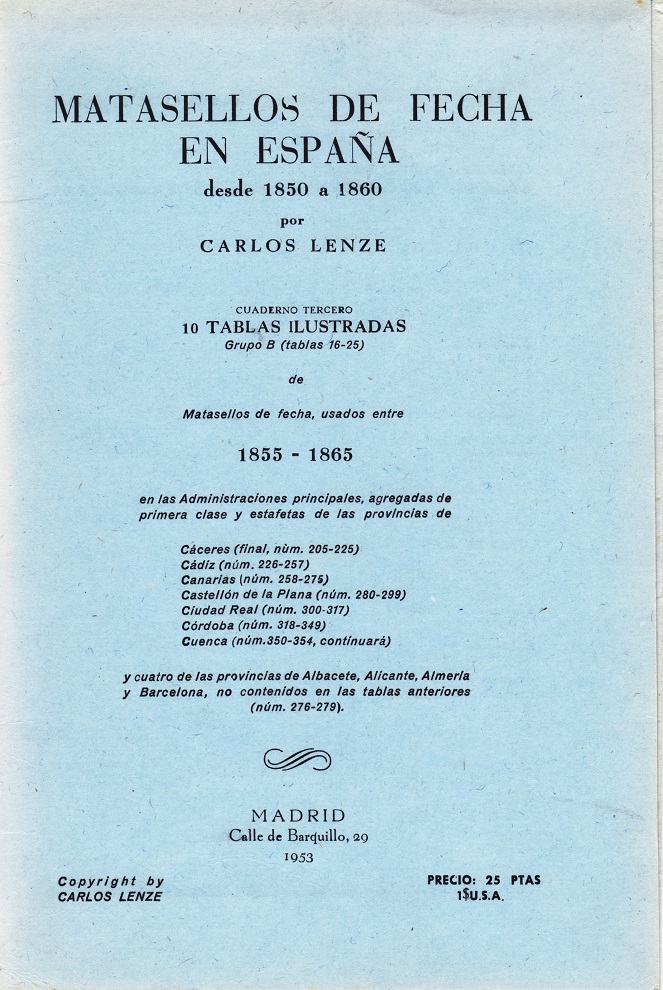 MATASELLOS DE FECHA
EN ESPAÑA
desde 1850 a 1860
por
CARLOS LENZE
CUADERNO TERCERO
10 TABLAS ILUSTRADAS
Grupo B (tablas 16-25)
de
Matasellos de fecha, usados entre
1855 - 1865
en las Administraciones principales, agregadas de
primera clase y estafetas de las provincias de
Cáceres (final, nùm. 205-225)
Cádiz (núm. 226-257)
Canarias (núm. 258-275)
Castellón de la Plana (núm. 280-299)
Ciudad Real (núm. 300-317)
Córdoba (núm. 318-349)
Cuenca (núm.350-354, continuará)
y cuatro de las provincias de Albacete, Alicante, Almería
y Barcelona, no contenidos en las tablas anteriores
(núm. 276-279).
MADRID
Calle de Barquillo, 29
1953
Copyright by
CARLOS LENZE
PRECIO: 25 PTAS
1$U.S.A.